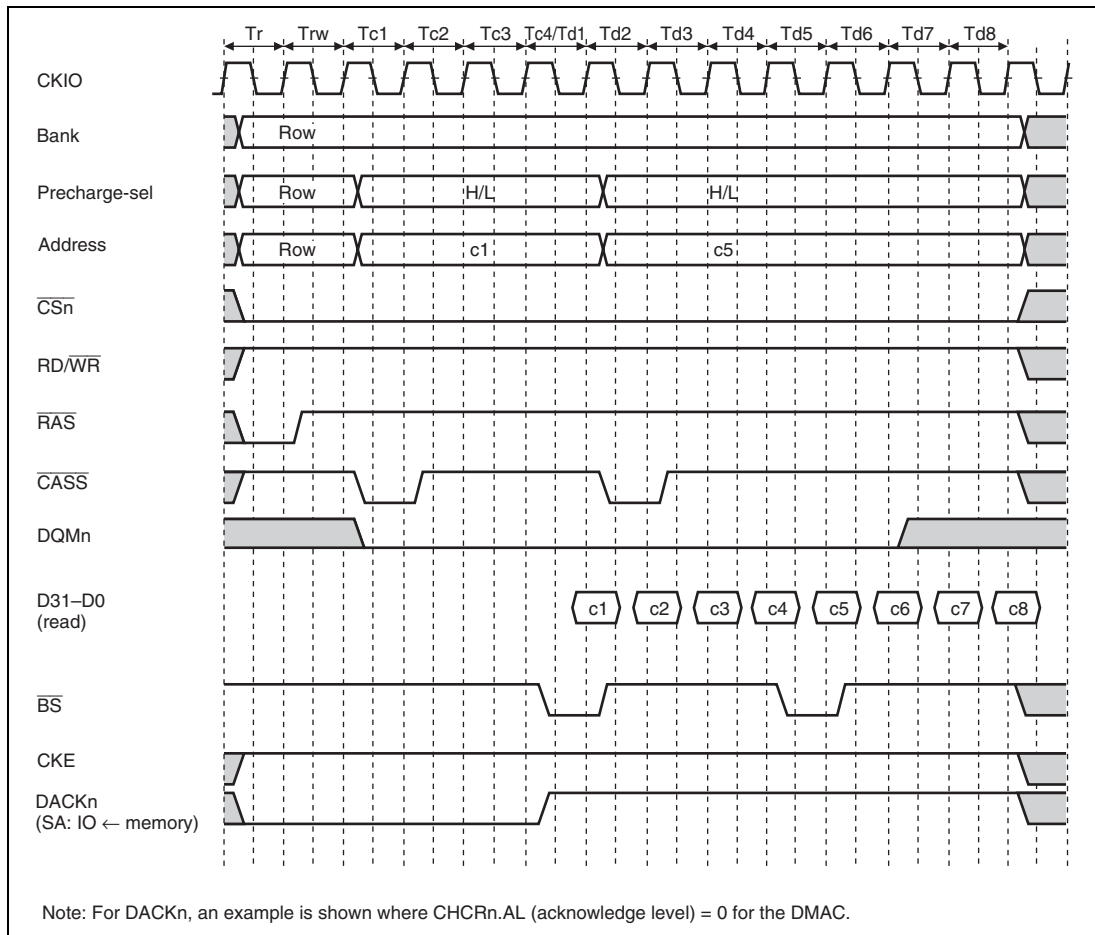 Tr Trw Tc1 Tc2 Tc3 Tc4/Td1 Td2 Td3 Td4 Td5 Td6 Td7 Td8
CKIO
Bank Row
Precharge-sel Row H/L H/L
Address Row c1 c5
CSn
RD/WR
RAS
CASS
DQMn
D31–D0
(read)
c1 c2 c3 c4 c5 c6 c7 c8
BS
CKE
DACKn
(SA: IO ← memory)
Note: For DACKn, an example is shown where CHCRn.AL (acknowledge level) = 0 for the DMAC.